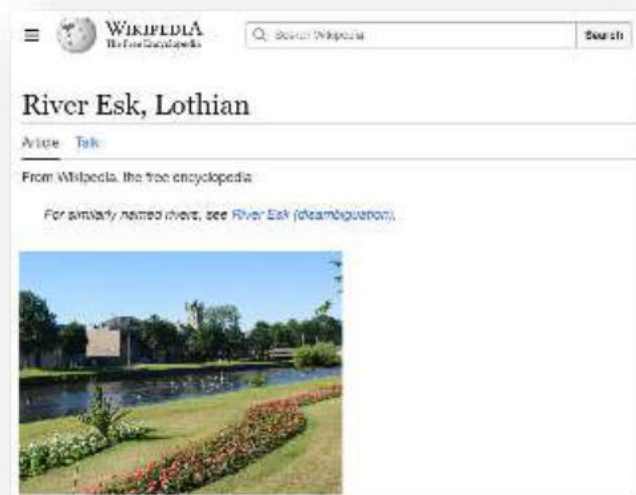 WIKIPEDIA
The Free Encyclopedia
Search Wikipedia
Search
River Esk, Lothian
Article Talk
From Wikipedia, the free encyclopedia
For similarly named rivers, see River Esk (disambiguation).